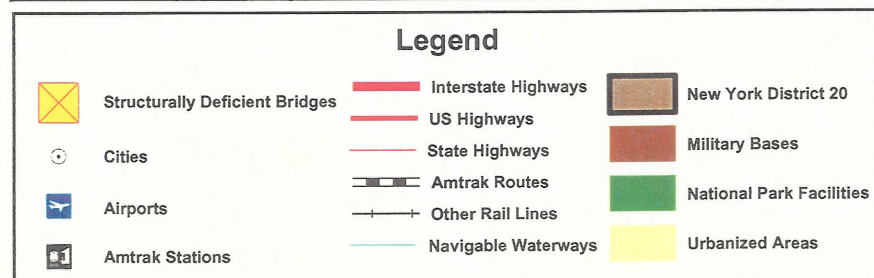 Legend
Structurally Deficient Bridges
Cities
Airports
Amtrak Stations
Interstate Highways
US Highways
State Highways
Amtrak Routes
Other Rail Lines
Navigable Waterways
New York District 20
Military Bases
National Park Facilities
Urbanized Areas